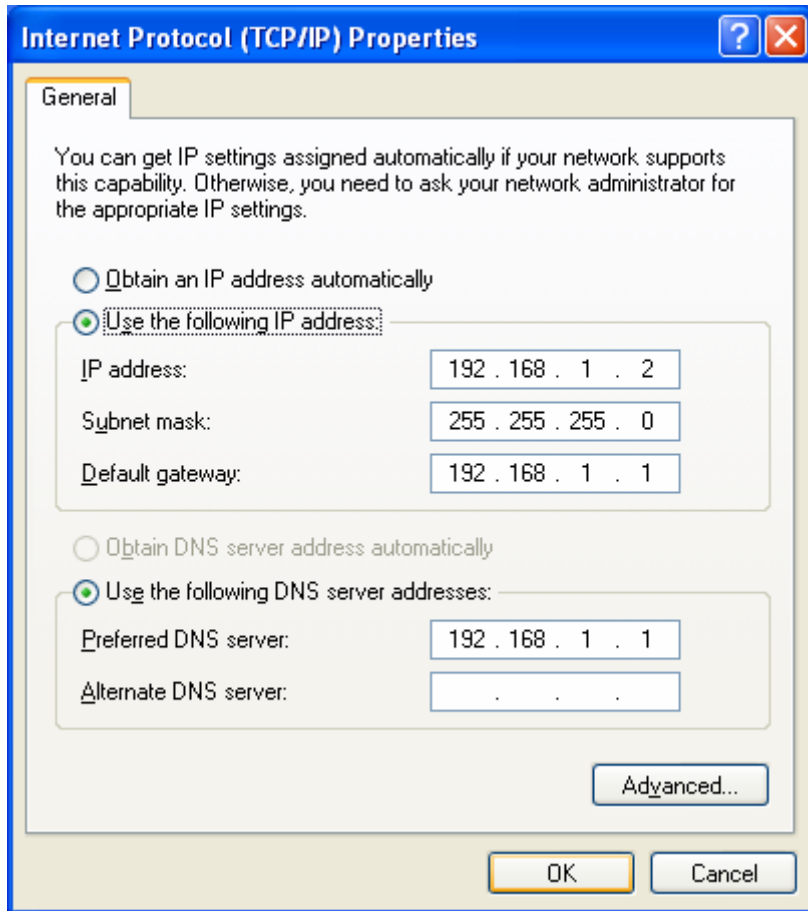 Internet Protocol (TCP/IP) Properties
General
You can get IP settings assigned automatically if your network supports
this capability. Otherwise, you need to ask your network administrator for
the appropriate IP settings.
Obtain an IP address automatically
Use the following IP address:
IP address: 192 . 168 . 1 . 2
Subnet mask: 255 . 255 . 255 . 0
Default gateway: 192 . 168 . 1 . 1
Obtain DNS server address automatically
Use the following DNS server addresses:
Preferred DNS server: 192 . 168 . 1 . 1
Alternate DNS server: . . .
Advanced...
OK Cancel